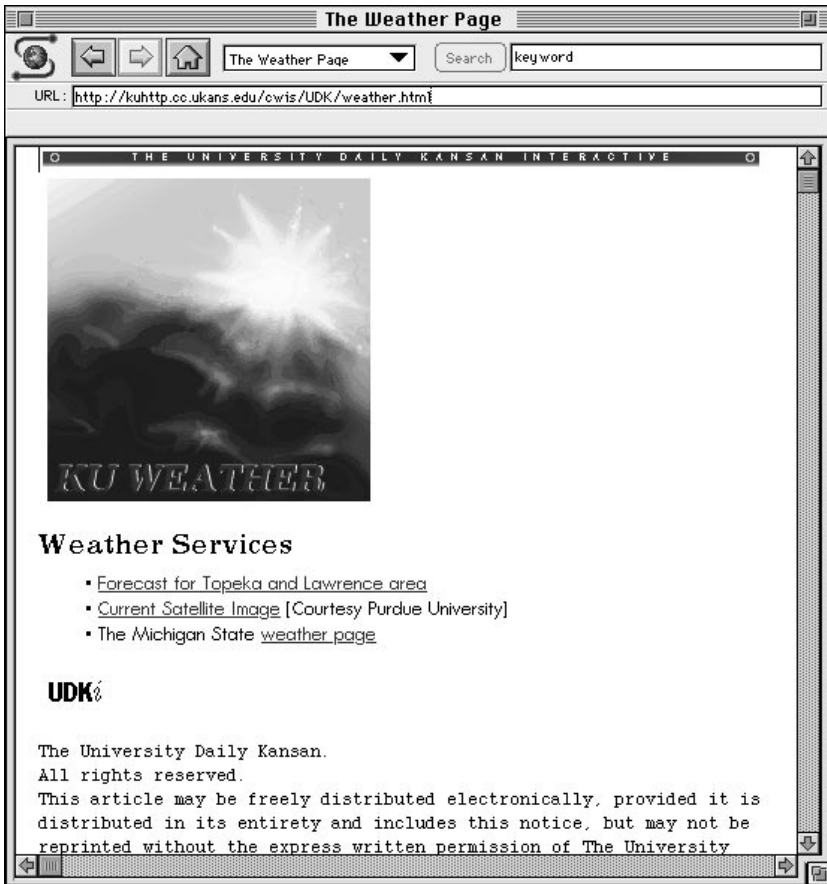 The Weather Page
The Weather Page
Search
keyword
URL: http://kuhttp.cc.ukans.edu/cwis/UDK/weather.html
THE UNIVERSITY DAILY KANSAN INTERACTIVE
KU WEATHER
Weather Services
▪ Forecast for Topeka and Lawrence area
▪ Current Satellite Image [Courtesy Purdue University]
▪ The Michigan State weather page
UDKi
The University Daily Kansan.
All rights reserved.
This article may be freely distributed electronically, provided it is
distributed in its entirety and includes this notice, but may not be
reprinted without the express written permission of The University